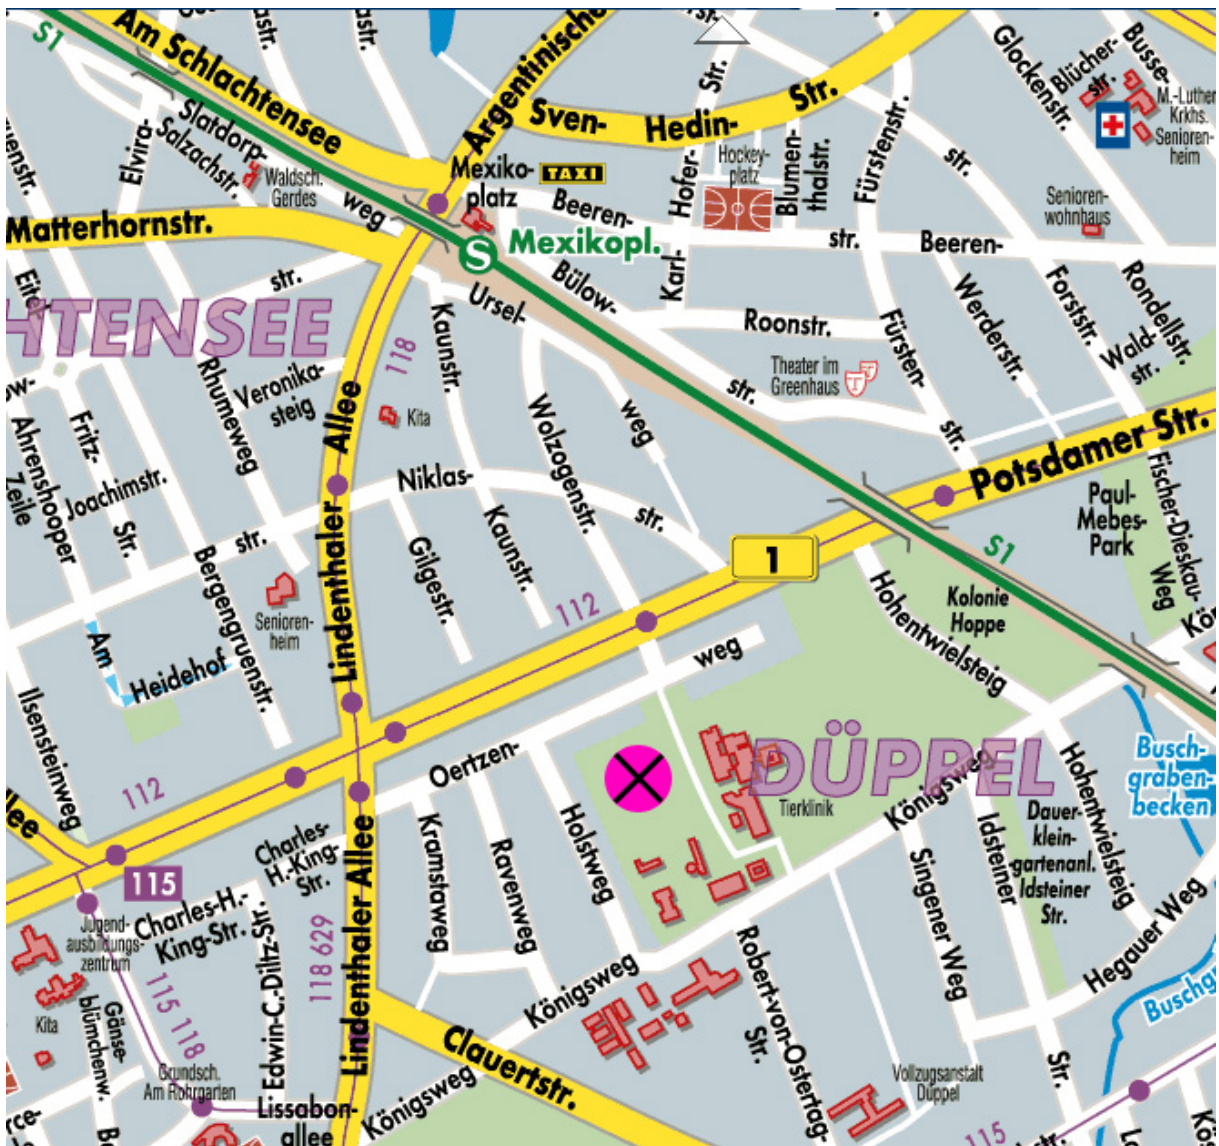 S1
Am Schlachtensee
Argentinische
Sven-
Hedin-
Str.
Str.
Glockenstr.
Blücher-
str.
Busse-
M.-Luther
Krkhs.
Senioren-
heim
Elvira-
Slatdorp-
weg
Salzachstr.
Waldsch.
Gerdes
Mexiko-
platz
TAXI
Hofer-
Karl-
Hockey-
platz
Blumen-
thalstr.
Fürstenstr.
str.
Senioren-
wohnhaus
Matterhornstr.
str.
Beeren-
str.
Beeren-
S
Mexikopl.
Bülow-
str.
HTENSEE
Ursel-
weg
Kaunstr.
118
Roonstr.
Theater im
Greenhaus
Fürsten-
str.
Werderstr.
Forststr.
Rondellstr.
Wald-
str.
Rhumeweg
Veronika-
steig
Kita
Ahrenshooper
Zeile
Fritz-
Str.
Joachimstr.
Lindenthaler Allee
Niklas-
str.
str.
Wolzogenstr.
Potsdamer Str.
Paul-
Mebes-
Park
Fischer-Dieskau-
Weg
Gilgestr.
Kaunstr.
1
S1
Kolonie
Hoppe
Hohentwielsteig
Bergengruenstr.
Senioren-
heim
112
Am
Heidehof
Ilsensteinweg
Oertzen-
weg
DÜPPEL
Tierklinik
Königsweg
Hohentwielsteig
Busch-
graben-
becken
112
115
Charles-
H.-King-
Str.
Charles-H.-
King-Str.
Kramstaweg
Ravenweg
Holstweg
Singener Weg
Idsteiner
Str.
Dauer-
klein-
gartenanl.
Idsteiner
Str.
Hegauer Weg
Jugend-
ausbildungs-
zentrum
115 118
Edwin-C.-Diltz-Str.
118 629
Lindenthaler Allee
Königsweg
Robert-von-Ostertag-
Str.
Kita
Gänse-
blümchenw.
Grundsch.
Am Rohrgarten
Lissabon-
allee
Königsweg
Clauertstr.
Vollzugsanstalt
Düppel
115